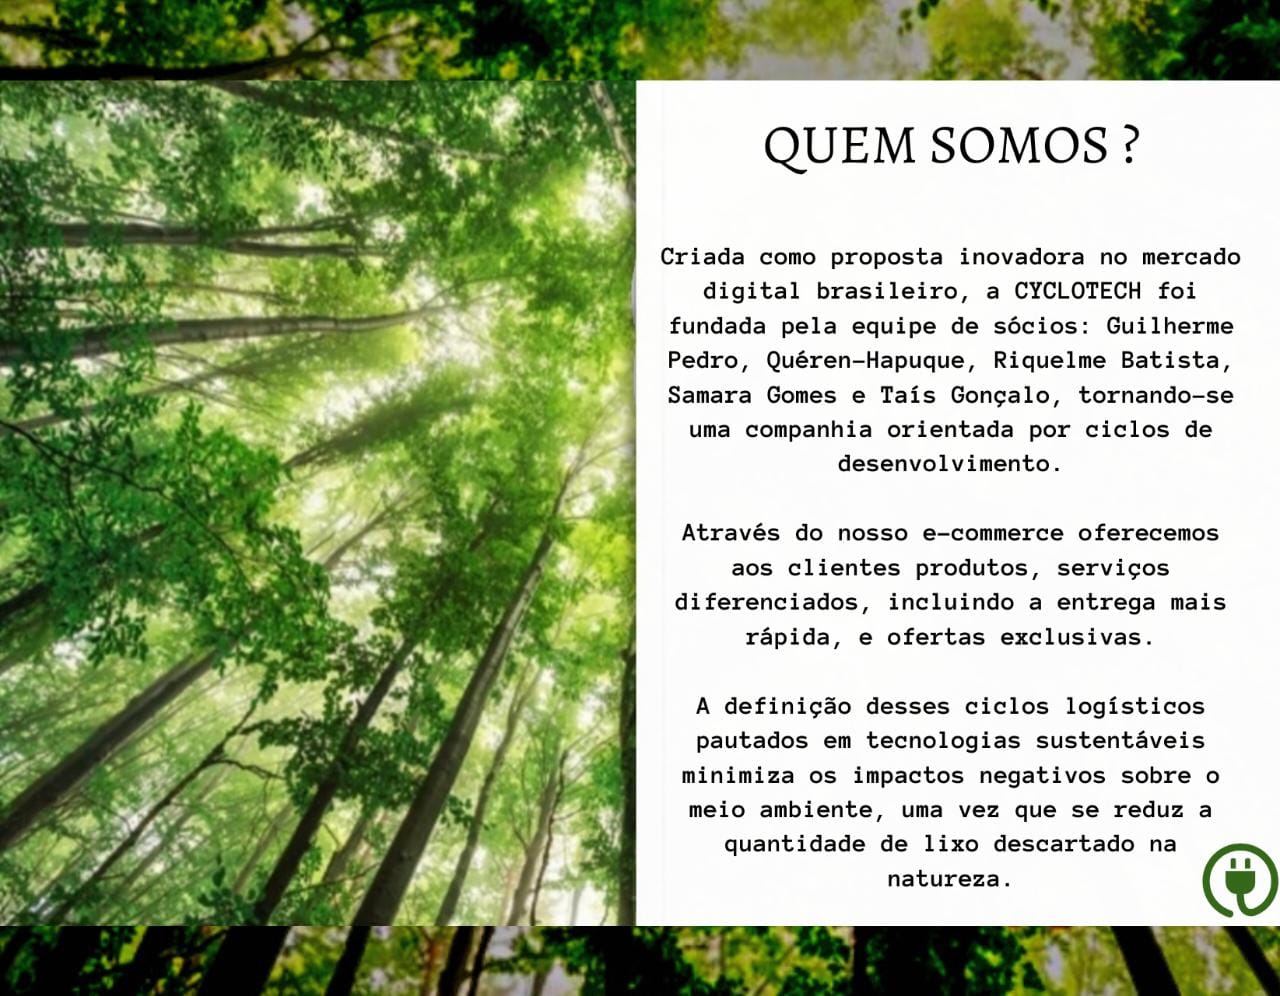 QUEM SOMOS ?
Criada como proposta inovadora no mercado
digital brasileiro, a CYCLOTECH foi
fundada pela equipe de sócios: Guilherme
Pedro, Quéren-Hapuque, Riquelme Batista,
Samara Gomes e Taís Gonçalo, tornando-se
uma companhia orientada por ciclos de
desenvolvimento.
Através do nosso e-commerce oferecemos
aos clientes produtos, serviços
diferenciados, incluindo a entrega mais
rápida, e ofertas exclusivas.
A definição desses ciclos logísticos
pautados em tecnologias sustentáveis
minimiza os impactos negativos sobre o
meio ambiente, uma vez que se reduz a
quantidade de lixo descartado na
natureza.